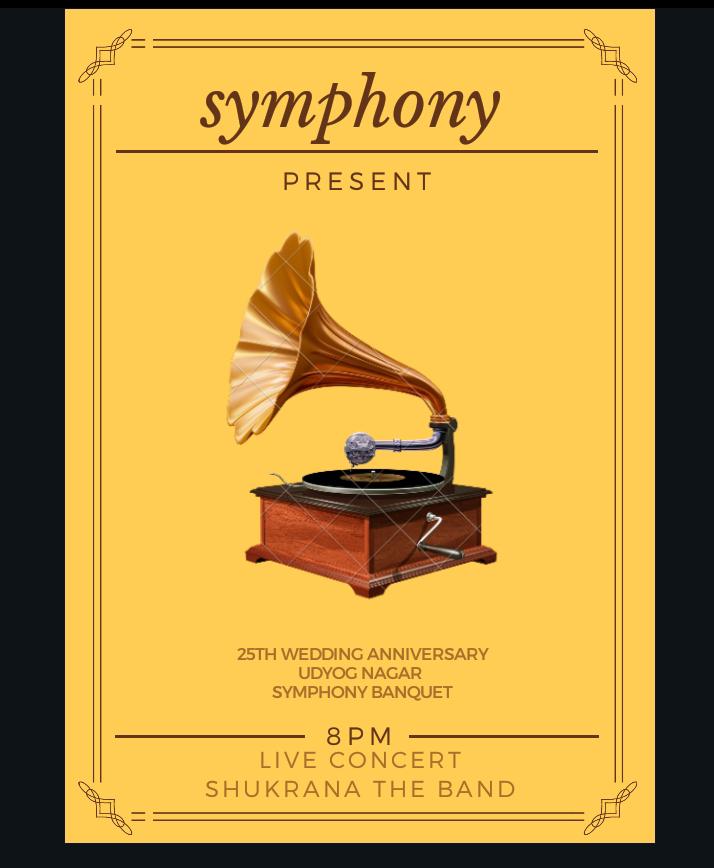 symphony
PRESENT
25TH WEDDING ANNIVERSARY
UDYOG NAGAR
SYMPHONY BANQUET
8PM
LIVE CONCERT
SHUKRANA THE BAND